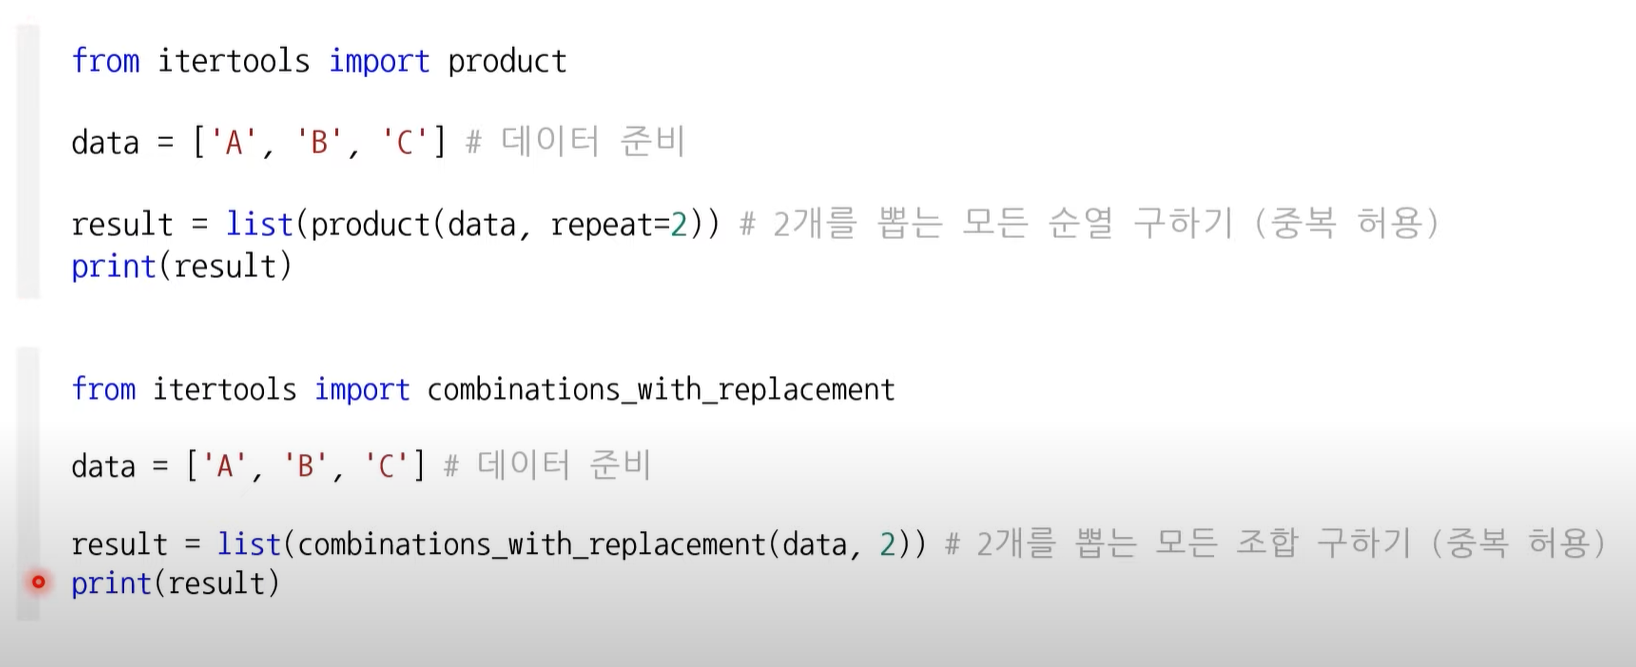 from itertools import product
data = ['A', 'B', 'C'] # 데이터 준비
result = list(product(data, repeat=2)) # 2개를 뽑는 모든 순열 구하기 (중복 허용)
print(result)
from itertools import combinations_with_replacement
data = ['A', 'B', 'C'] # 데이터 준비
result = list(combinations_with_replacement(data, 2)) # 2개를 뽑는 모든 조합 구하기 (중복 허용)
print(result)